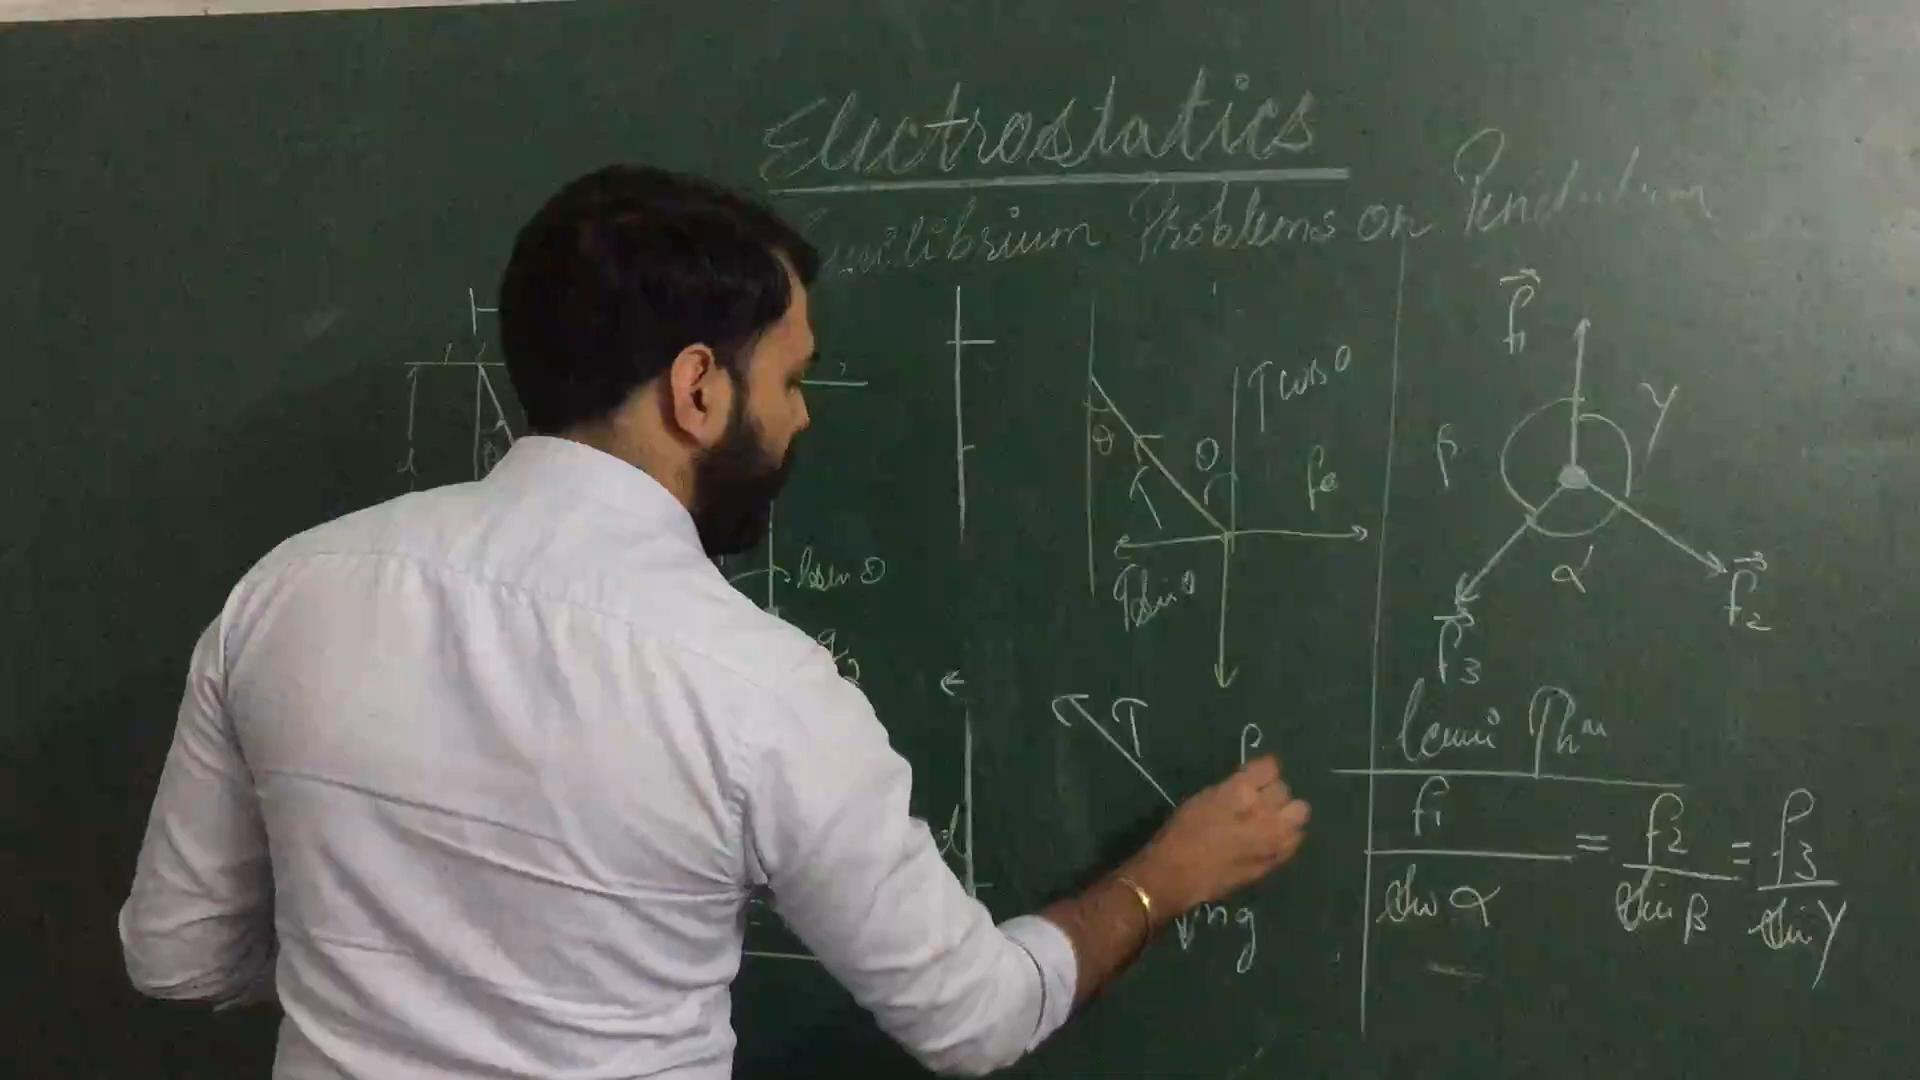 Electrostatics
Equilibrium Problems on Pendulum
l
θ
l sin θ
q2
θ
T
θ
T cos θ
fe
T sin θ
T
mg
d
f1
γ
β
α
f2
f3
Lami Thm
f1 / sin α = f2 / sin β = f3 / sin γ